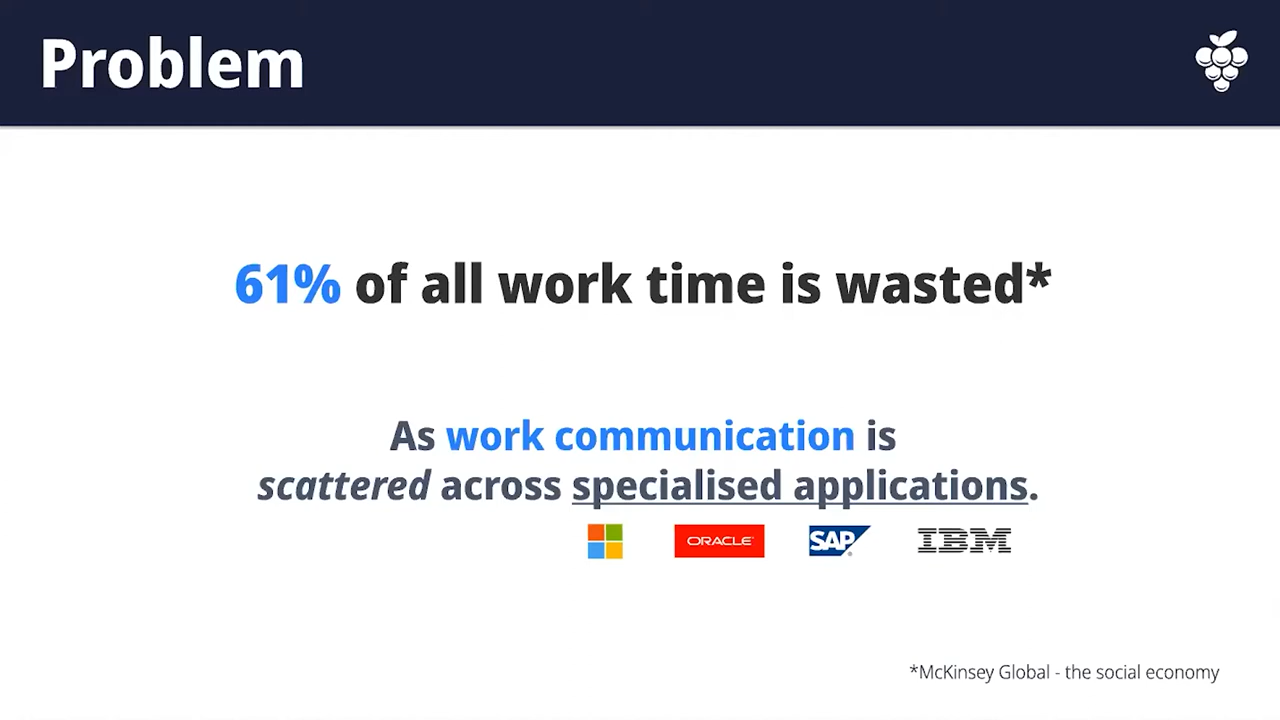 Problem
61% of all work time is wasted*
As work communication is
scattered across specialised applications.
ORACLE SAP IBM
*McKinsey Global - the social economy